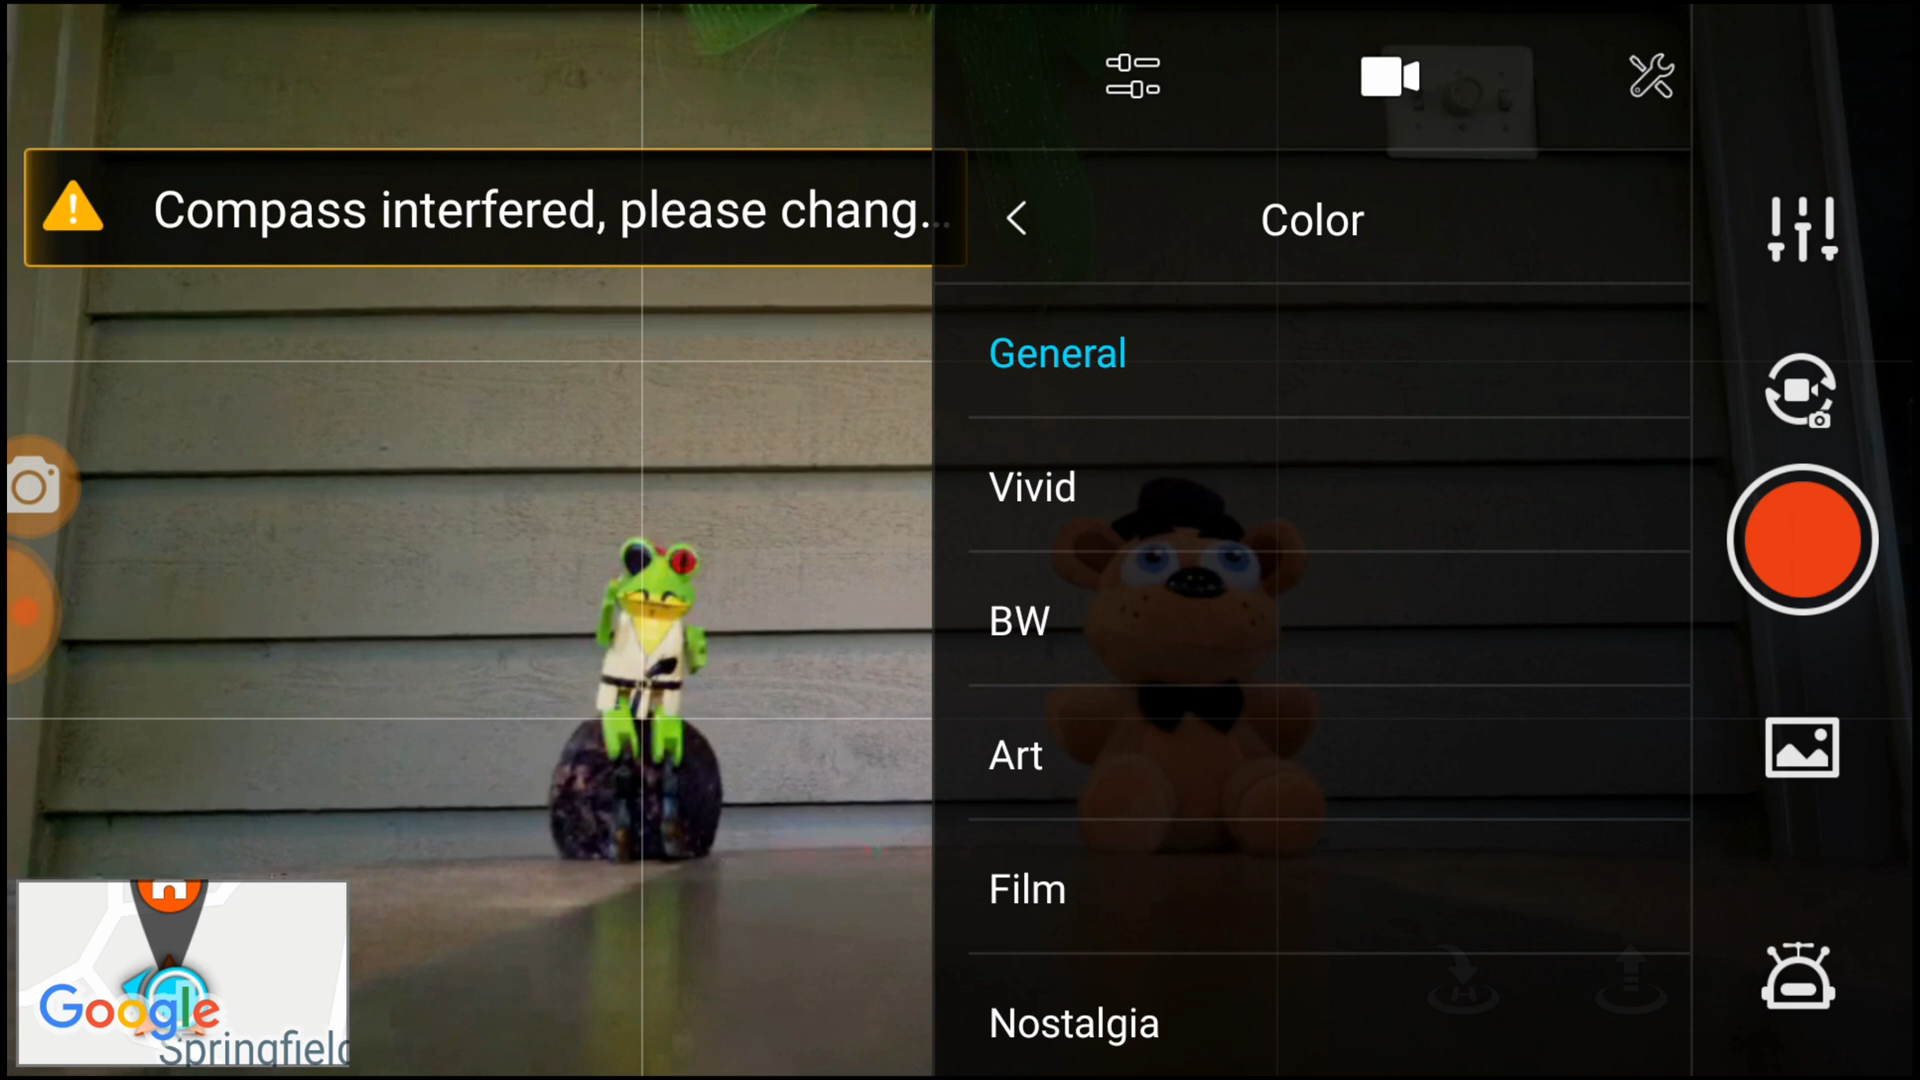 Compass interfered, please chang...
Color
General
Vivid
BW
Art
Film
Nostalgia
Google
Springfield